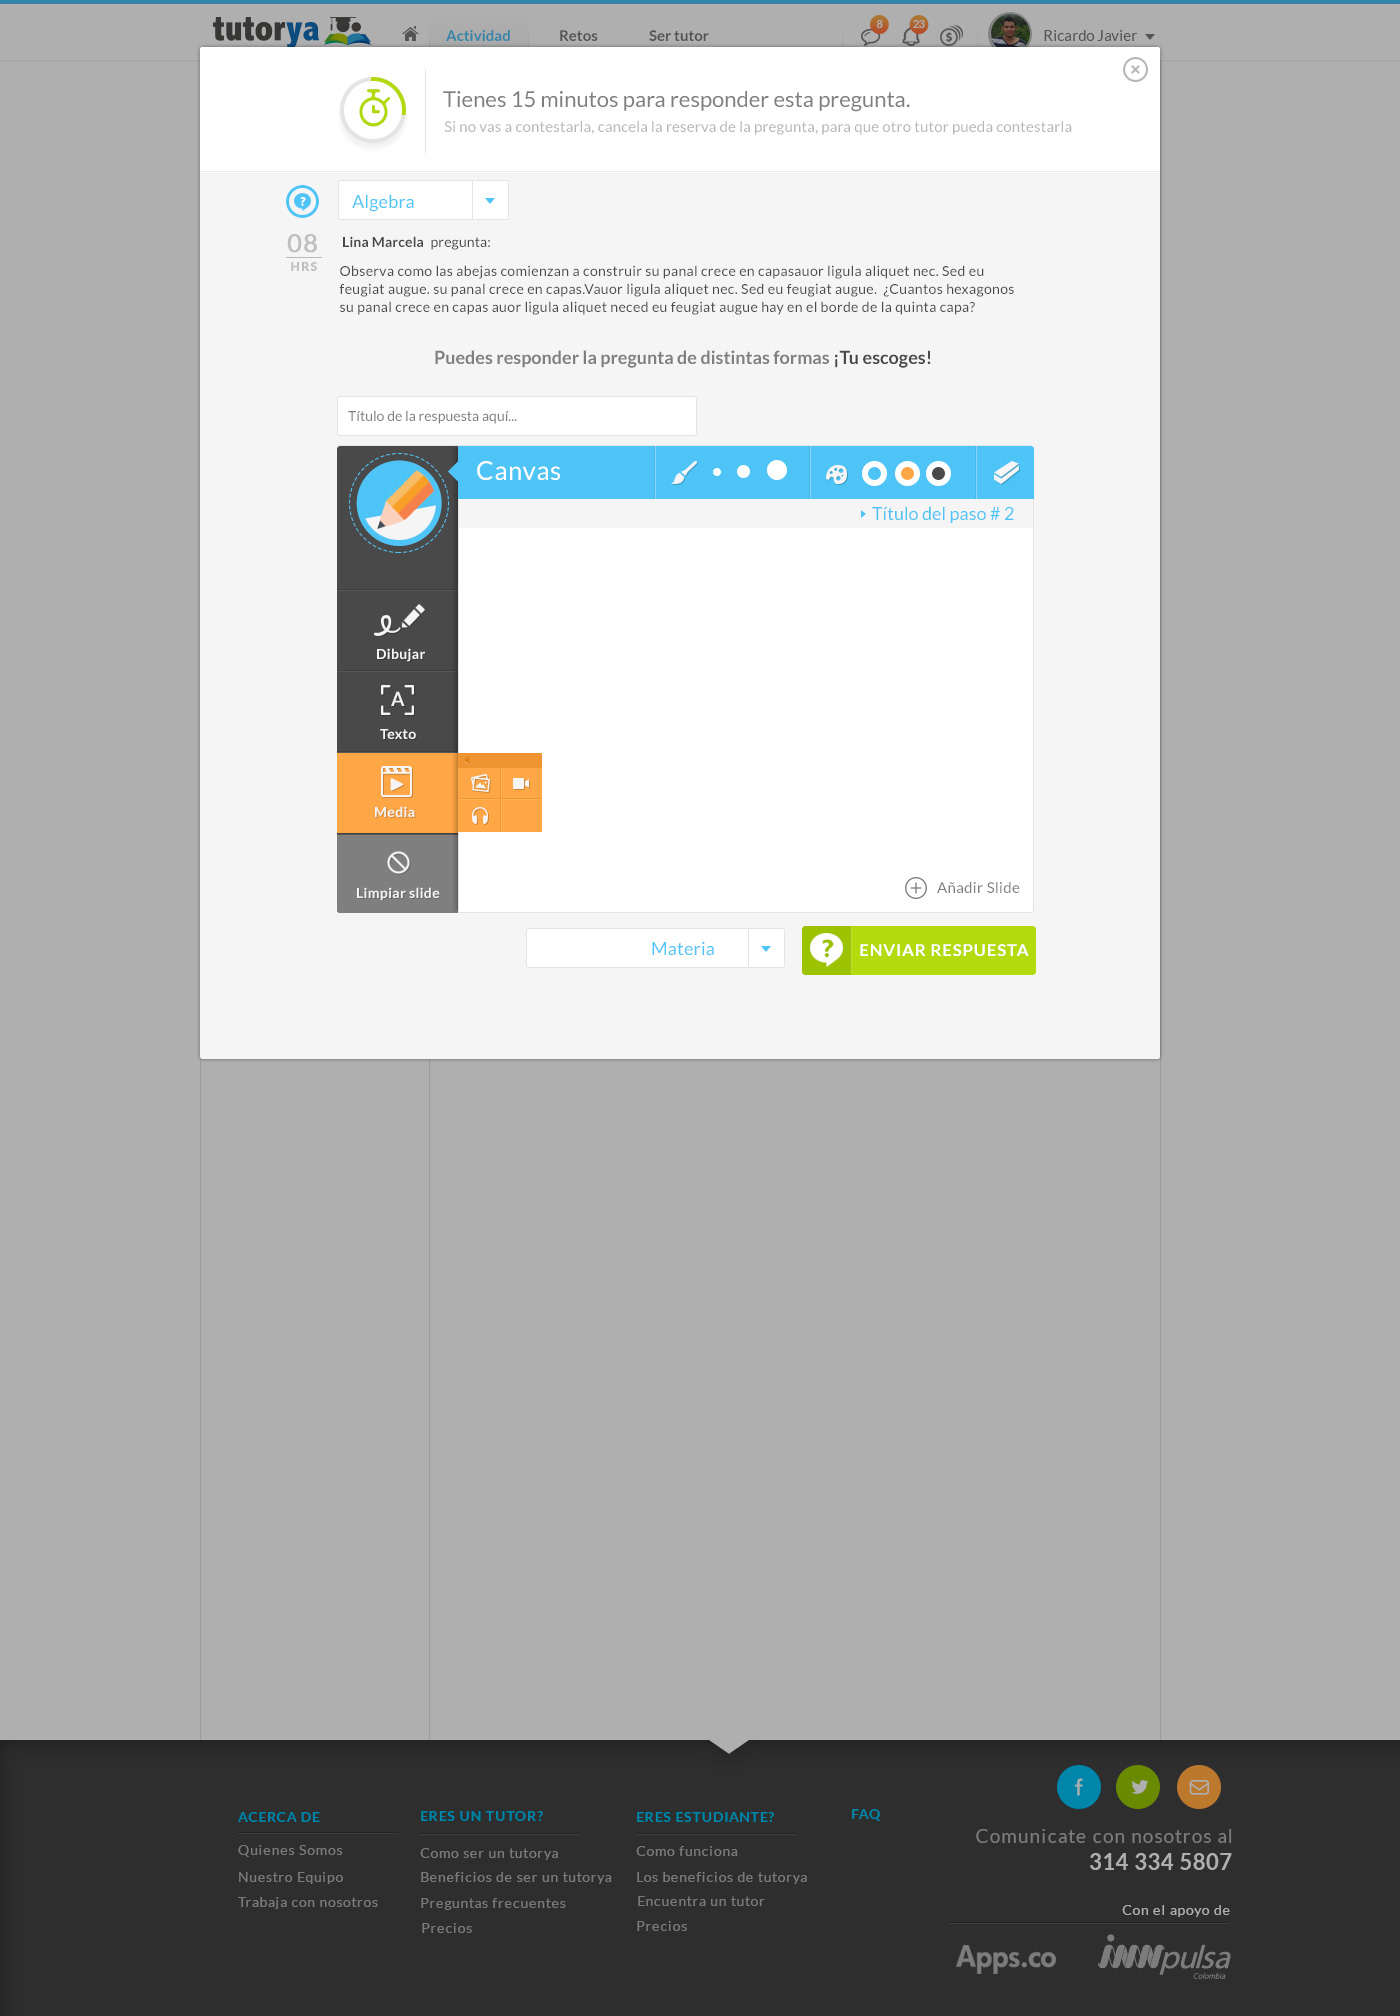 tutorya
Actividad
Retos
Ser tutor
8
23
$
Ricardo Javier
Tienes 15 minutos para responder esta pregunta.
Si no vas a contestarla, cancela la reserva de la pregunta, para que otro tutor pueda contestarla
?
Algebra
08
HRS
Lina Marcela pregunta:
Observa como las abejas comienzan a construir su panal crece en capasauor ligula aliquet nec. Sed eu
feugiat augue. su panal crece en capas.Vauor ligula aliquet nec. Sed eu feugiat augue. ¿Cuantos hexagonos
su panal crece en capas auor ligula aliquet neced eu feugiat augue hay en el borde de la quinta capa?
Puedes responder la pregunta de distintas formas ¡Tu escoges!
Título de la respuesta aquí...
Canvas
Título del paso # 2
Dibujar
A
Texto
Media
Limpiar slide
Añadir Slide
Materia
?
ENVIAR RESPUESTA
ACERCA DE
Quienes Somos
Nuestro Equipo
Trabaja con nosotros
ERES UN TUTOR?
Como ser un tutorya
Beneficios de ser un tutorya
Preguntas frecuentes
Precios
ERES ESTUDIANTE?
Como funciona
Los beneficios de tutorya
Encuentra un tutor
Precios
FAQ
f
Comunicate con nosotros al
314 334 5807
Con el apoyo de
Apps.co
iNNpulsa
Colombia